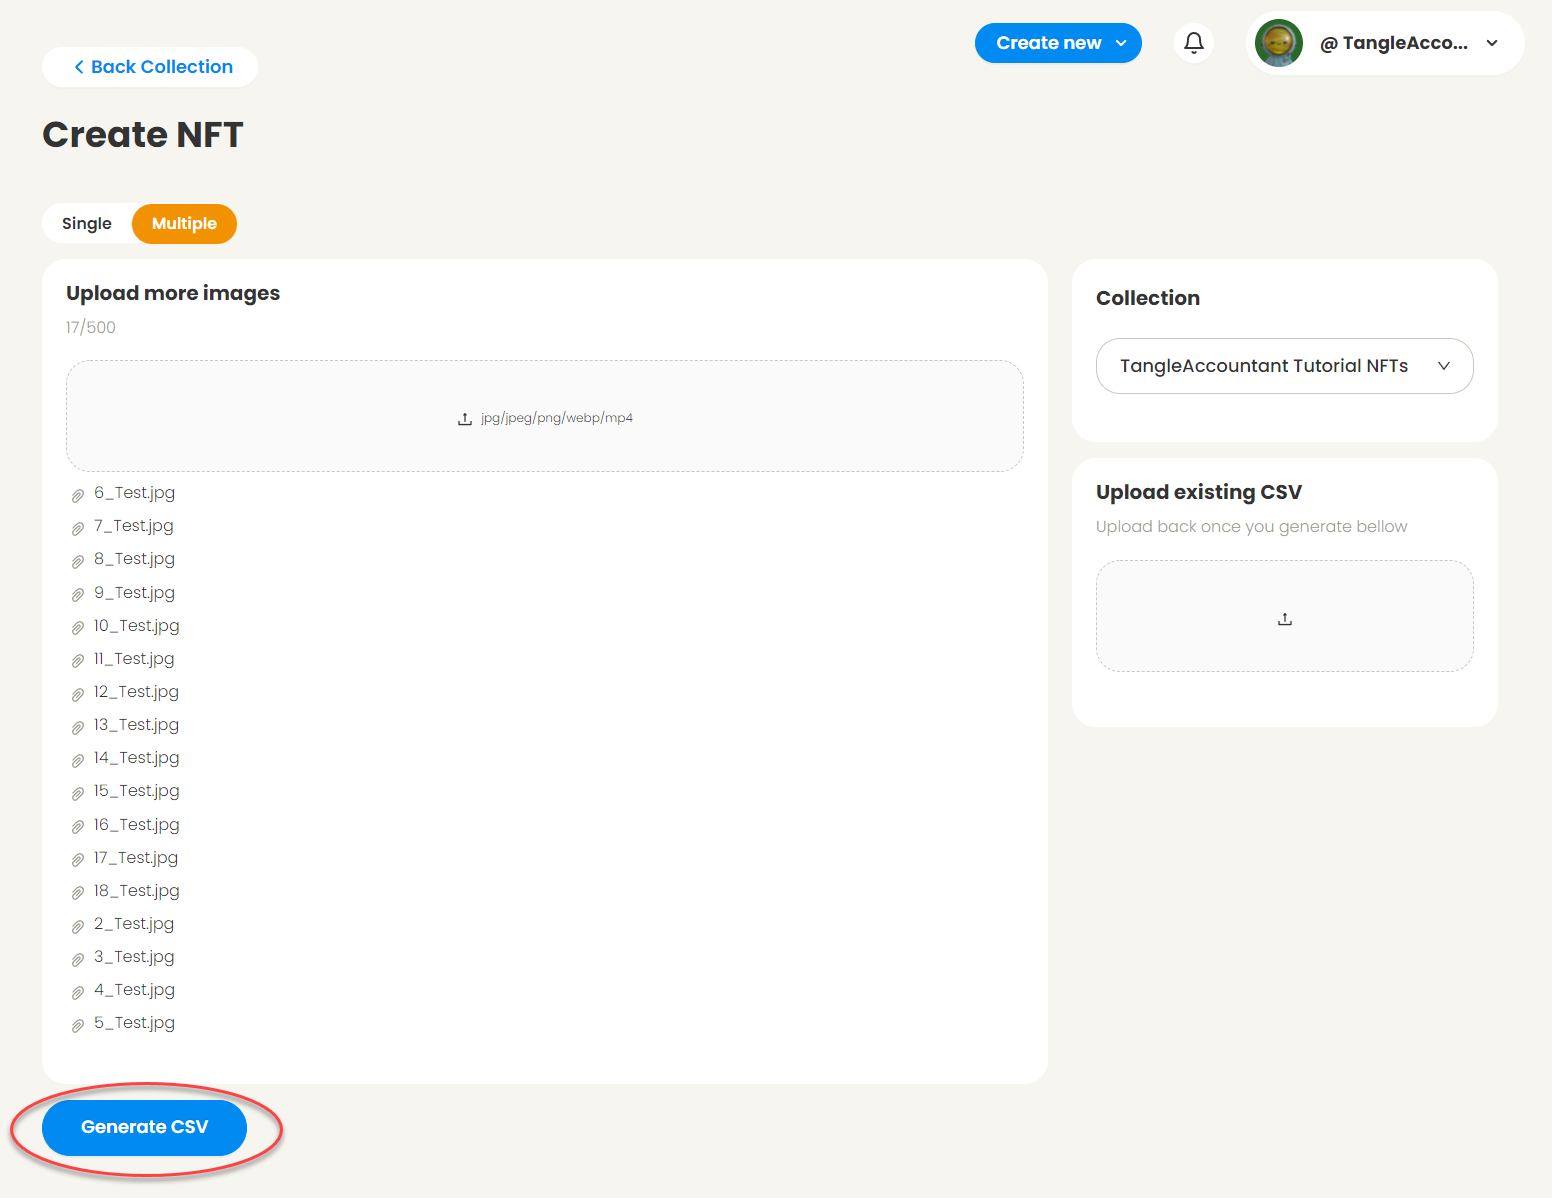 Back Collection
Create new
@ TangleAcco...
Create NFT
Single
Multiple
Upload more images
17/500
jpg/jpeg/png/webp/mp4
6_Test.jpg
7_Test.jpg
8_Test.jpg
9_Test.jpg
10_Test.jpg
11_Test.jpg
12_Test.jpg
13_Test.jpg
14_Test.jpg
15_Test.jpg
16_Test.jpg
17_Test.jpg
18_Test.jpg
2_Test.jpg
3_Test.jpg
4_Test.jpg
5_Test.jpg
Generate CSV
Collection
TangleAccountant Tutorial NFTs
Upload existing CSV
Upload back once you generate bellow